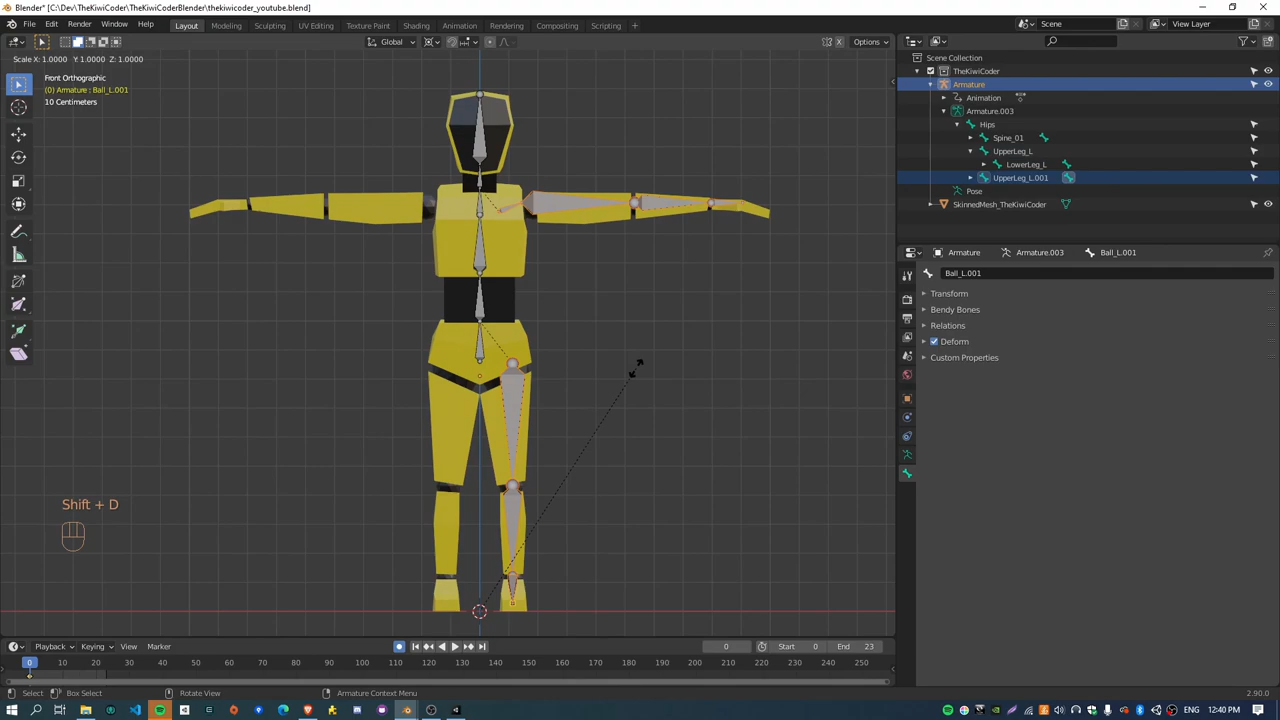 Blender* [C:\Dev\TheKiwiCoder\TheKiwiCoderBlender\thekiwicoder_youtube.blend]
File Edit Render Window Help Layout Modeling Sculpting UV Editing Texture Paint Shading Animation Rendering Compositing Scripting + Scene View Layer
Global Options
Scale X: 1.0000 Y: 1.0000 Z: 1.0000
Front Orthographic
(0) Armature : Ball_L.001
10 Centimeters
X
Scene Collection
TheKiwiCoder
Armature
Animation
Armature.003
Hips
Spine_01
UpperLeg_L
LowerLeg_L
UpperLeg_L.001
Pose
SkinnedMesh_TheKiwiCoder
Armature Armature.003 Ball_L.001
Ball_L.001
Transform
Bendy Bones
Relations
Deform
Custom Properties
Shift + D
Playback Keying View Marker 0 Start 0 End 23
0 10 20 30 40 50 60 70 80 90 100 110 120 130 140 150 160 170 180 190 200 210 220 230 240 250
Select Box Select Rotate View Armature Context Menu 2.90.0
ENG 12:40 PM